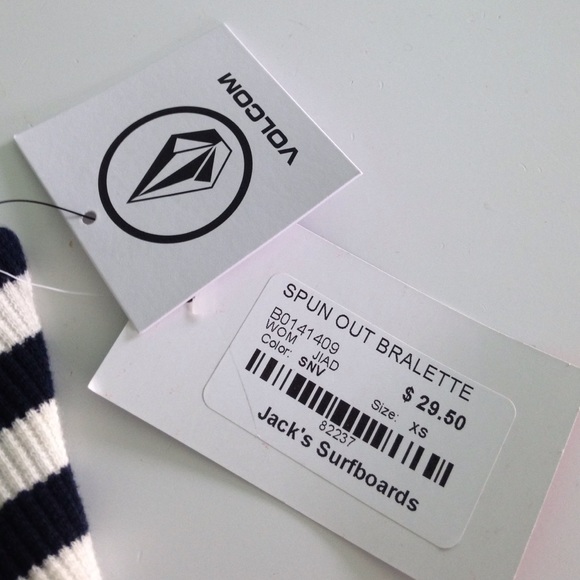 VOLCOM
SPUN OUT BRALETTE
B0141409
WOM JIAD
Color: SNV
$ 29.50
Size: XS
82237
Jack's Surfboards